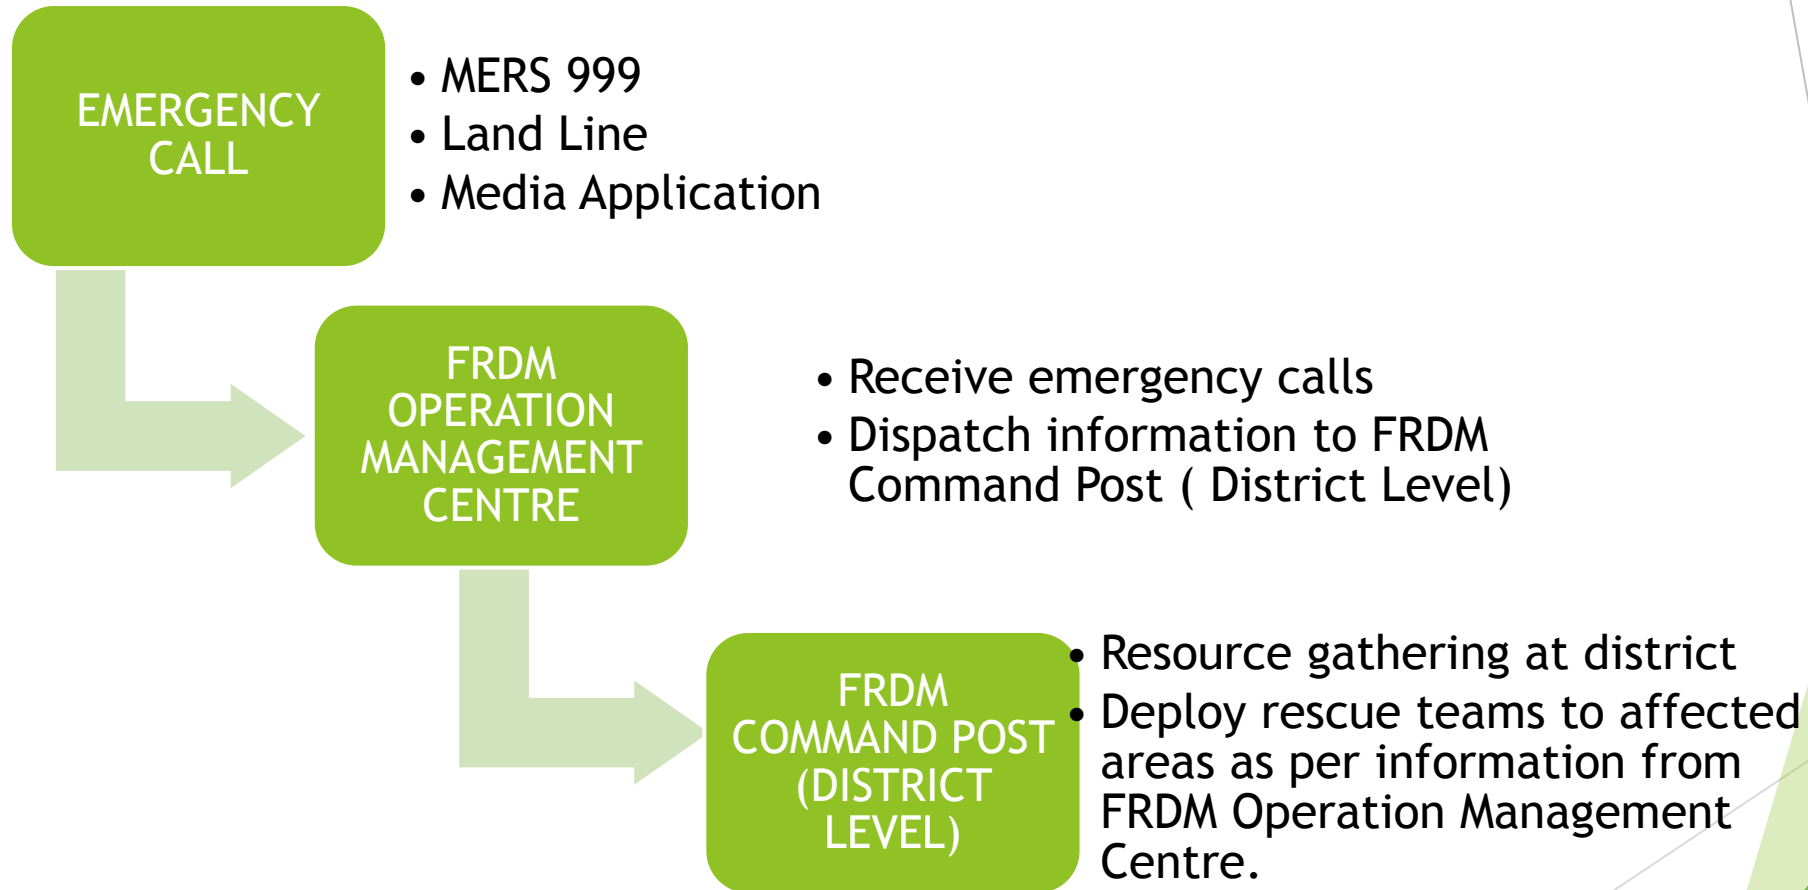 EMERGENCY
CALL
• MERS 999
• Land Line
• Media Application
FRDM
OPERATION
MANAGEMENT
CENTRE
• Receive emergency calls
• Dispatch information to FRDM
Command Post ( District Level)
FRDM
COMMAND POST
(DISTRICT
LEVEL)
• Resource gathering at district
• Deploy rescue teams to affected
areas as per information from
FRDM Operation Management
Centre.